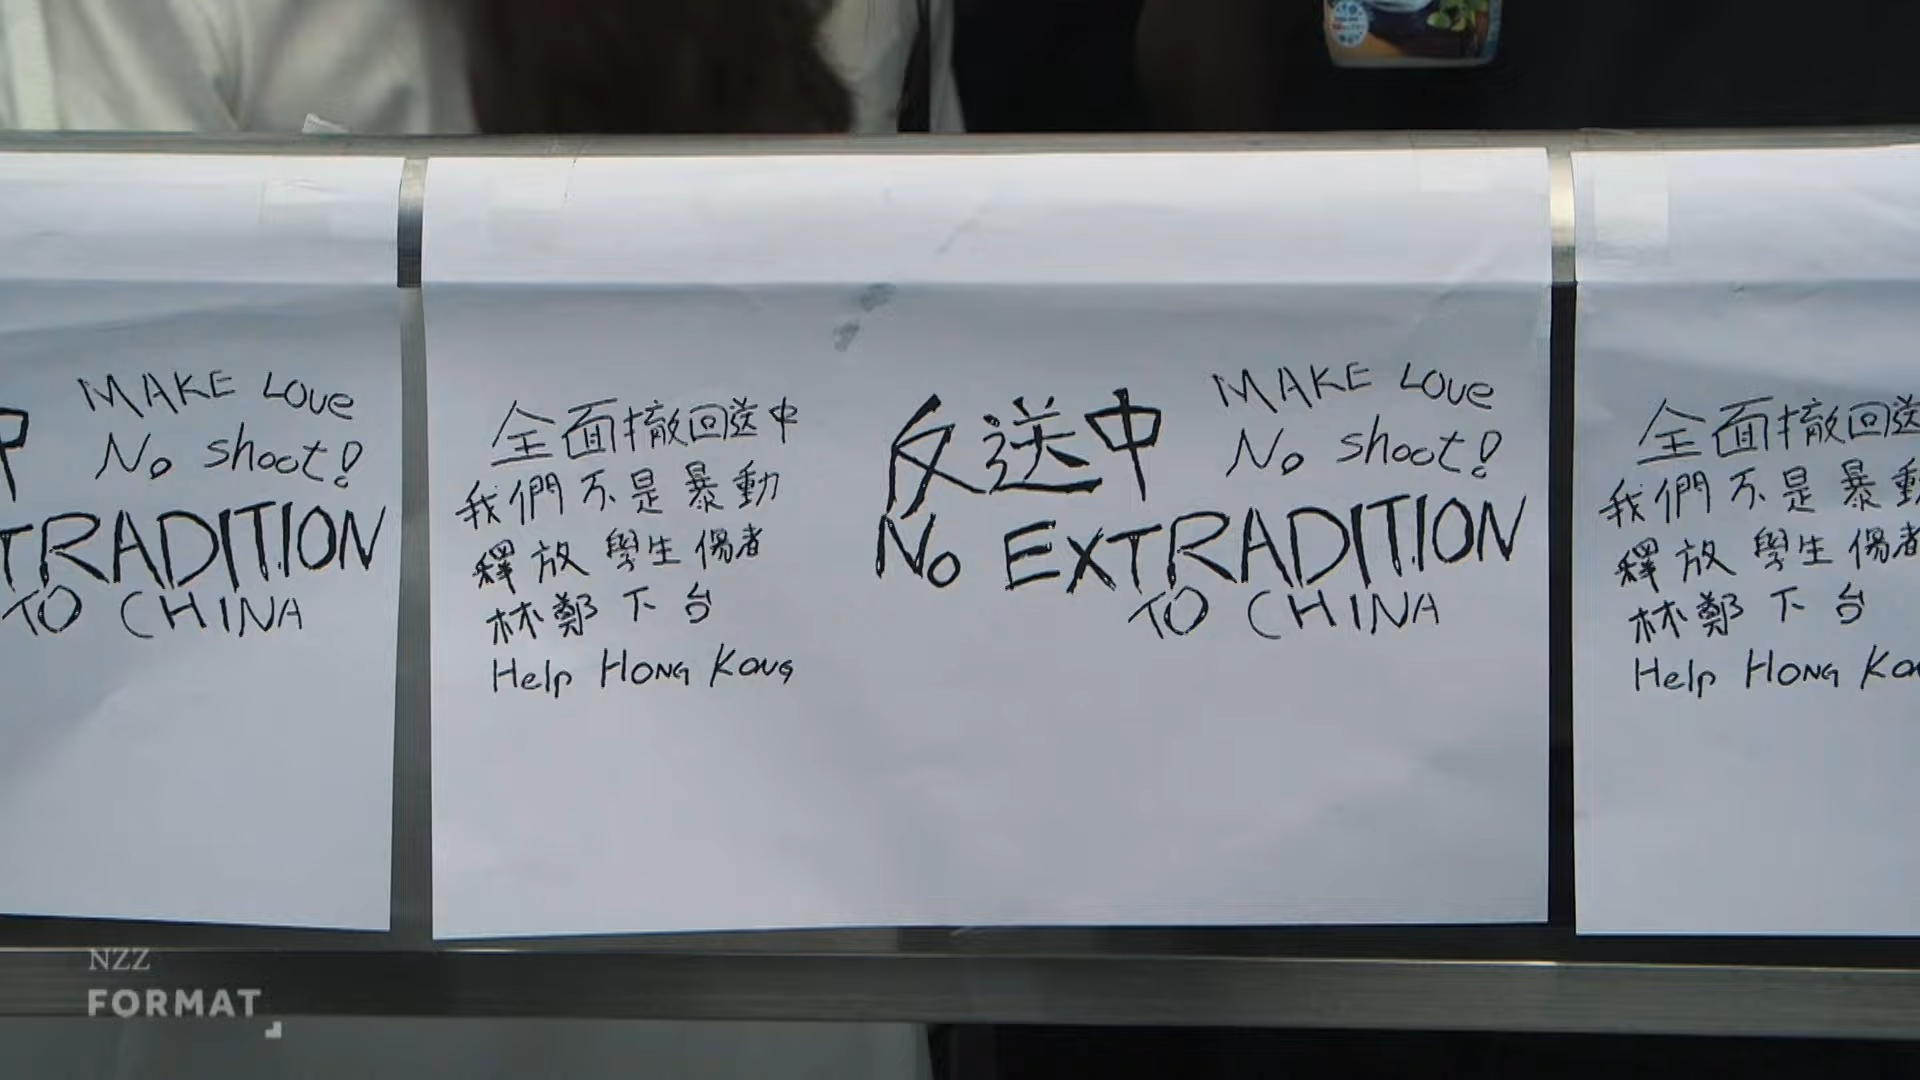 MAKE LOVE
No shoot!
TRADITION
TO CHINA
全面撤回送中
我們不是暴動
釋放學生傷者
林鄭下台
Help HONG KONG
反送中
MAKE LOVE
No shoot!
No EXTRADITION
TO CHINA
全面撤回送
我們不是暴動
釋放學生傷者
林鄭下台
Help HONG
NZZ
FORMAT